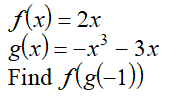 f(x) = 2x
g(x) = −x³ − 3x
Find f(g(−1))